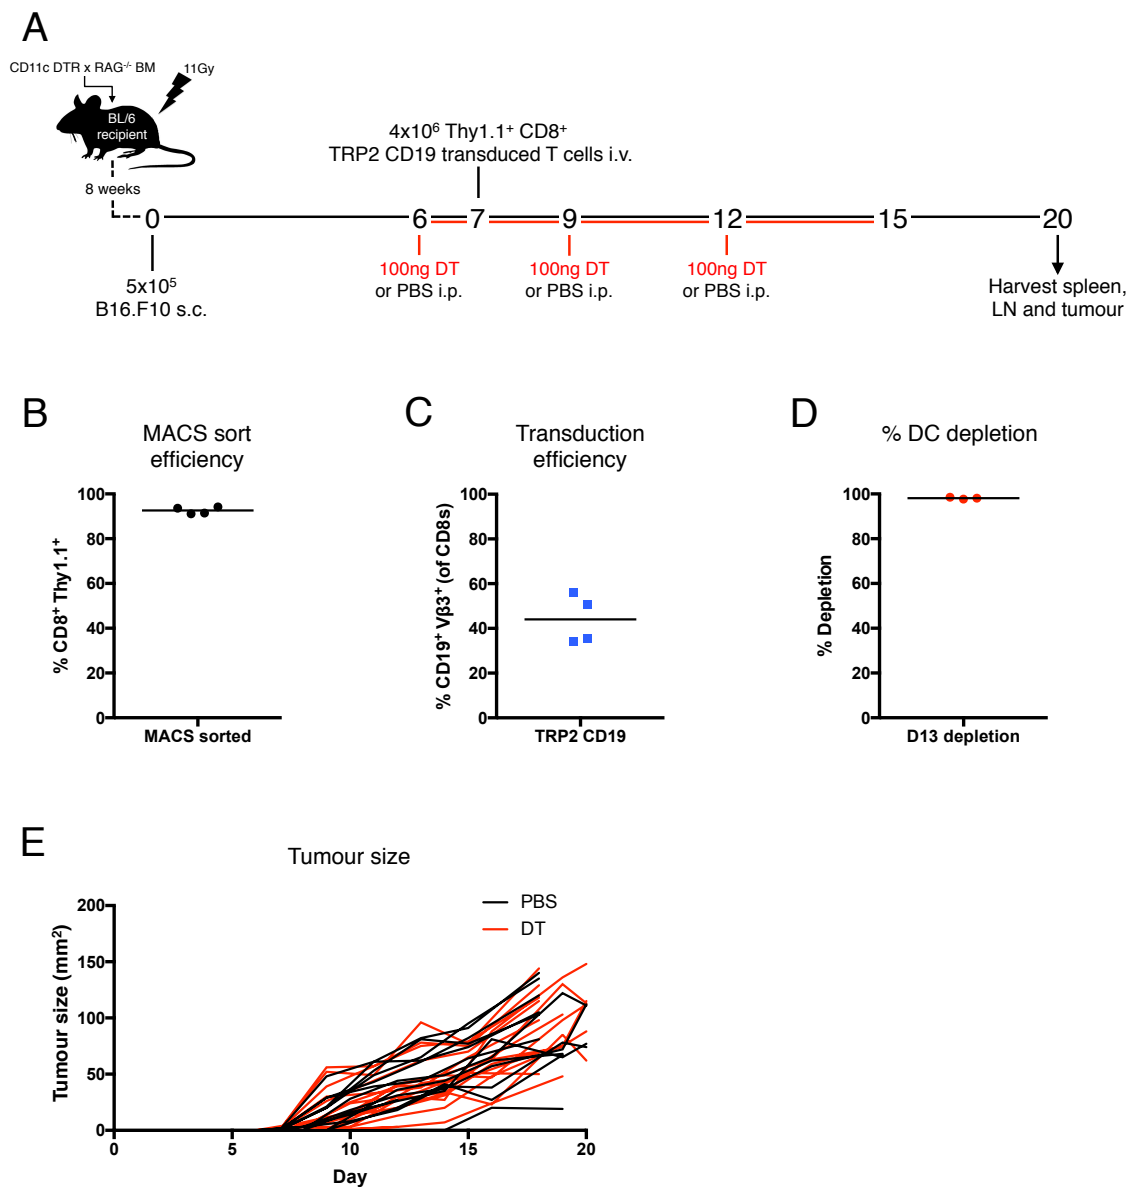 A
CD11c DTR x RAG⁻/⁻ BM
11Gy
BL/6
recipient
8 weeks
4x10⁶ Thy1.1⁺ CD8⁺
TRP2 CD19 transduced T cells i.v.
0 6 7 9 12 15 20
5x10⁵
B16.F10 s.c.
100ng DT
or PBS i.p.
100ng DT
or PBS i.p.
100ng DT
or PBS i.p.
Harvest spleen,
LN and tumour
B
MACS sort
efficiency
% CD8⁺ Thy1.1⁺
100
80
60
40
20
0
MACS sorted
C
Transduction
efficiency
% CD19⁺ Vβ3⁺ (of CD8s)
100
80
60
40
20
0
TRP2 CD19
D
% DC depletion
% Depletion
100
80
60
40
20
0
D13 depletion
E
Tumour size
PBS
DT
Tumour size (mm²)
200
150
100
50
0
0 5 10 15 20
Day